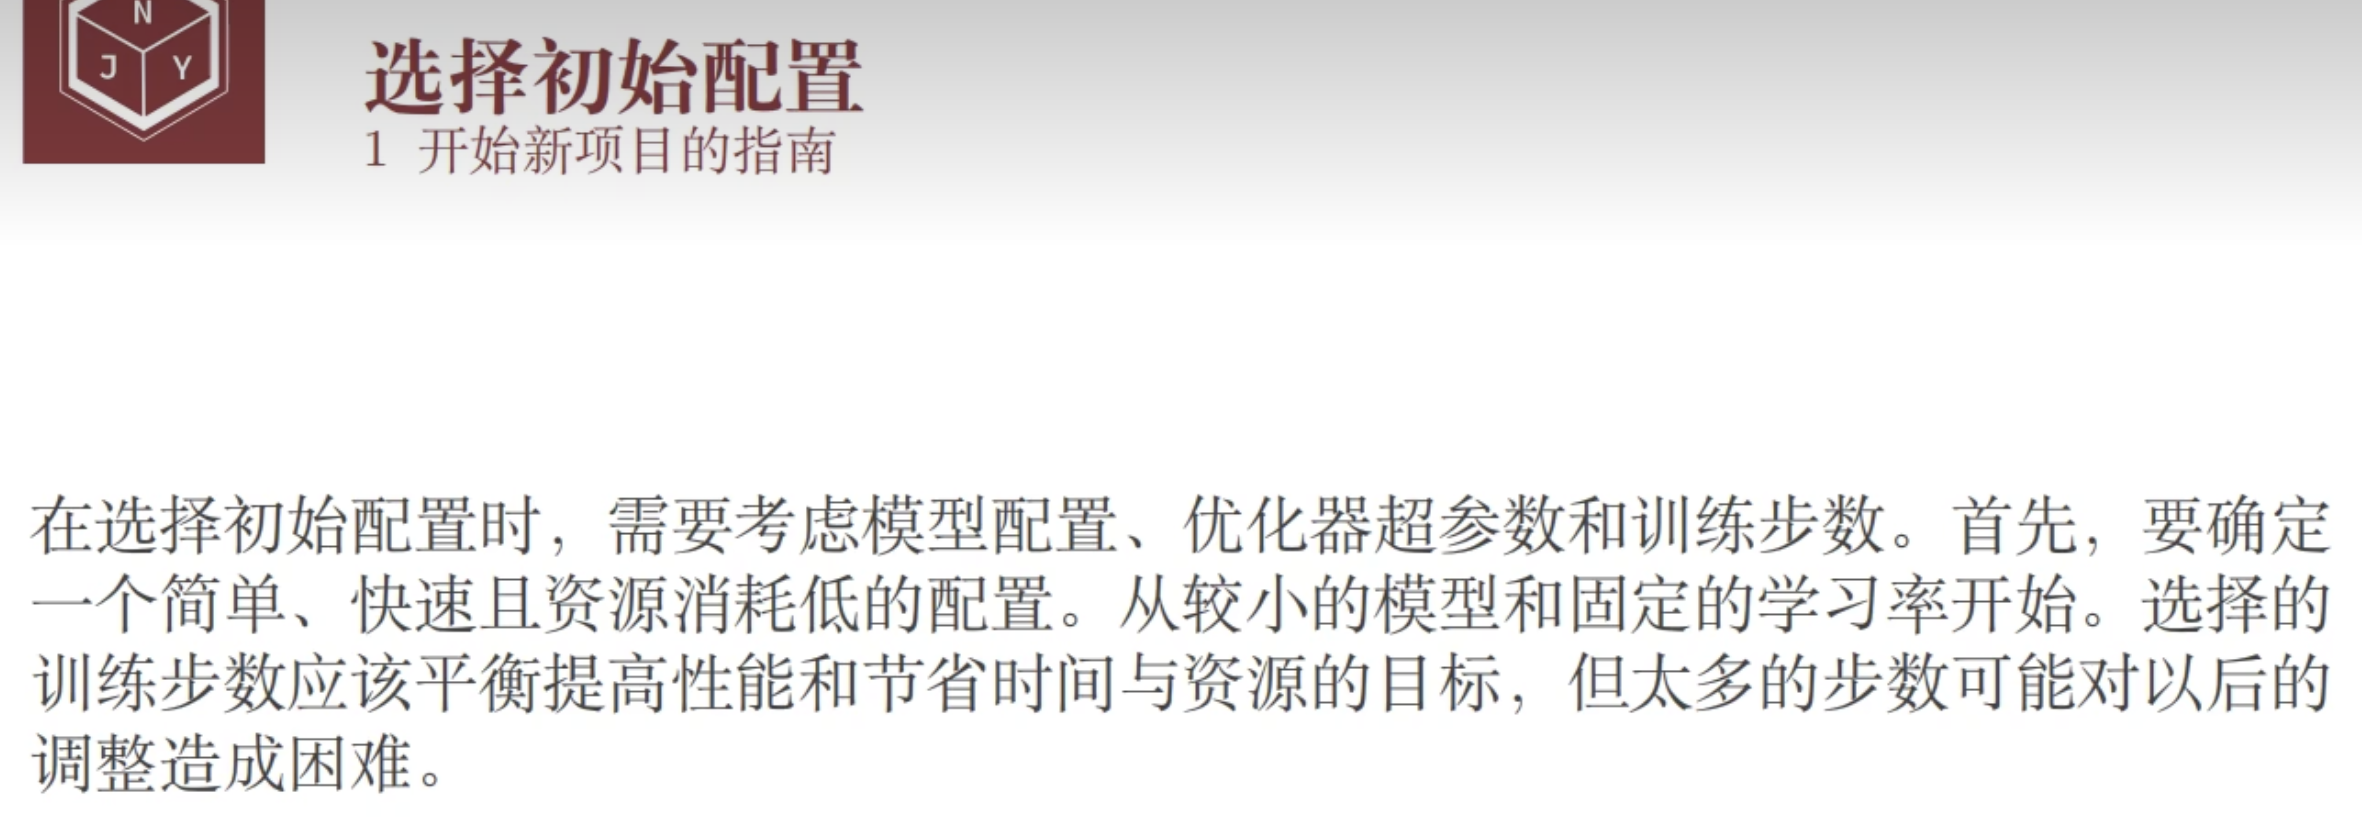 N
J Y
选择初始配置
1 开始新项目的指南
在选择初始配置时，需要考虑模型配置、优化器超参数和训练步数。首先，要确定
一个简单、快速且资源消耗低的配置。从较小的模型和固定的学习率开始。选择的
训练步数应该平衡提高性能和节省时间与资源的目标，但太多的步数可能对以后的
调整造成困难。